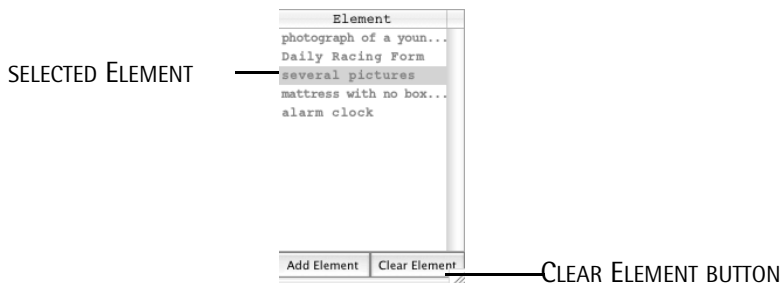 Element
photograph of a youn...
Daily Racing Form
SELECTED ELEMENT
several pictures
mattress with no box...
alarm clock
Add Element Clear Element
CLEAR ELEMENT BUTTON